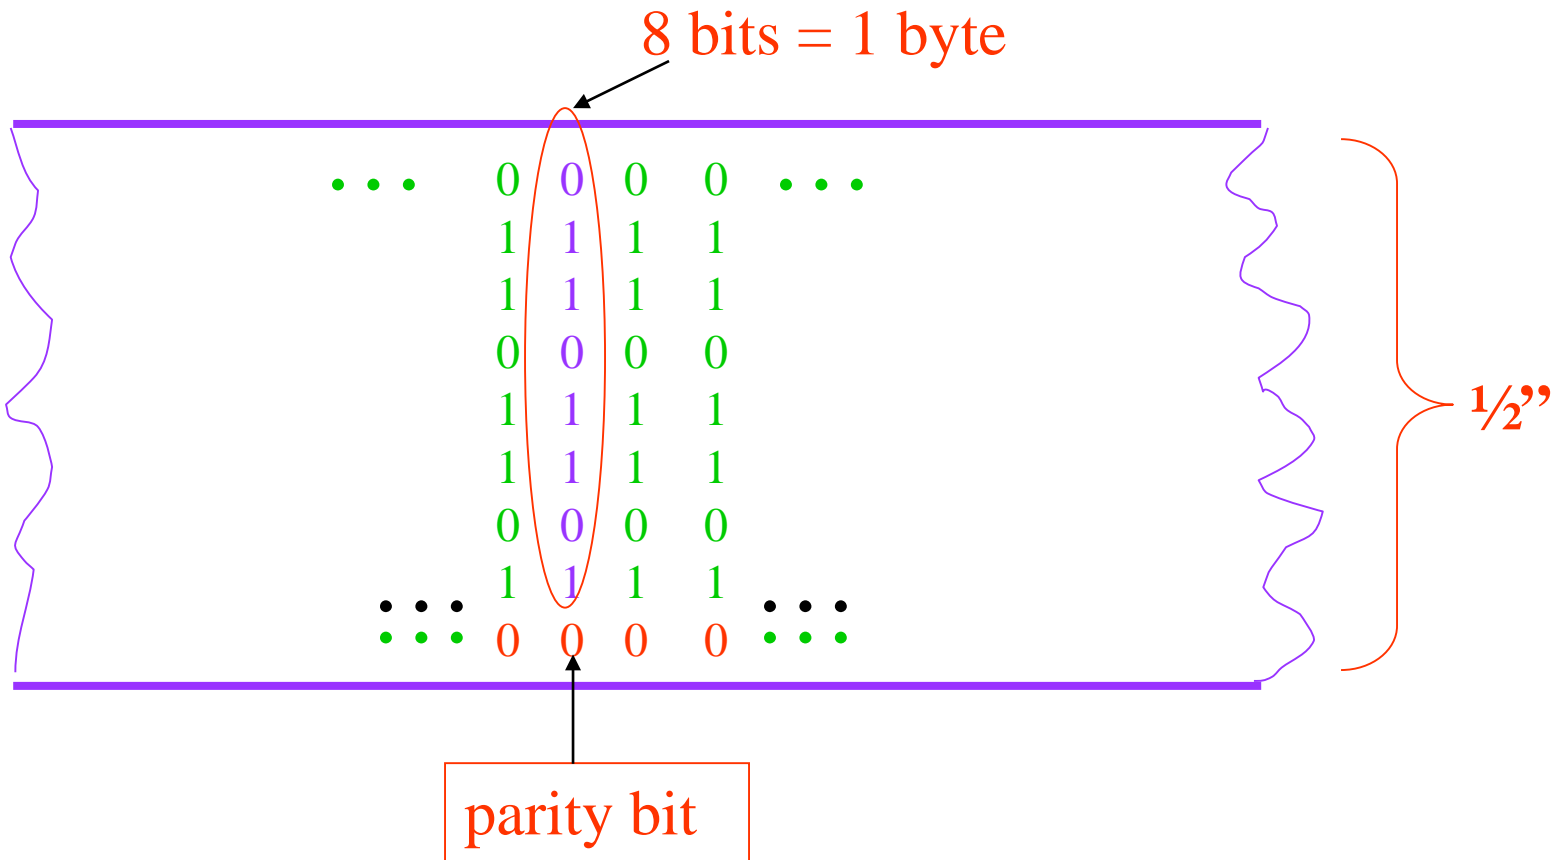 8 bits = 1 byte
• • • 0 0 0 0 • • •
1 1 1 1
1 1 1 1
0 0 0 0
1 1 1 1
½”
1 1 1 1
0 0 0 0
1 1 1 1
• • • • • •
• • • 0 0 0 0 • • •
parity bit